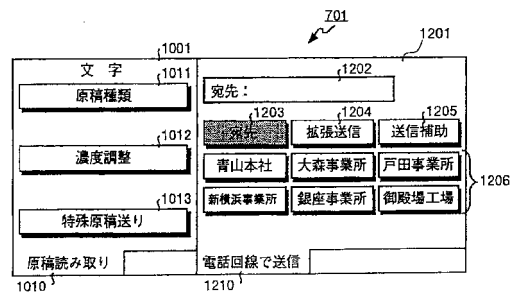 701
1001
1201
文 字
1011
原稿種類
1202
宛先：
1203
1204
1205
宛先
拡張送信
送信補助
1012
濃度調整
青山本社
大森事業所
戸田事業所
1206
1013
特殊原稿送り
新横浜事業所
銀座事業所
御殿場工場
原稿読み取り
電話回線で送信
1010
1210